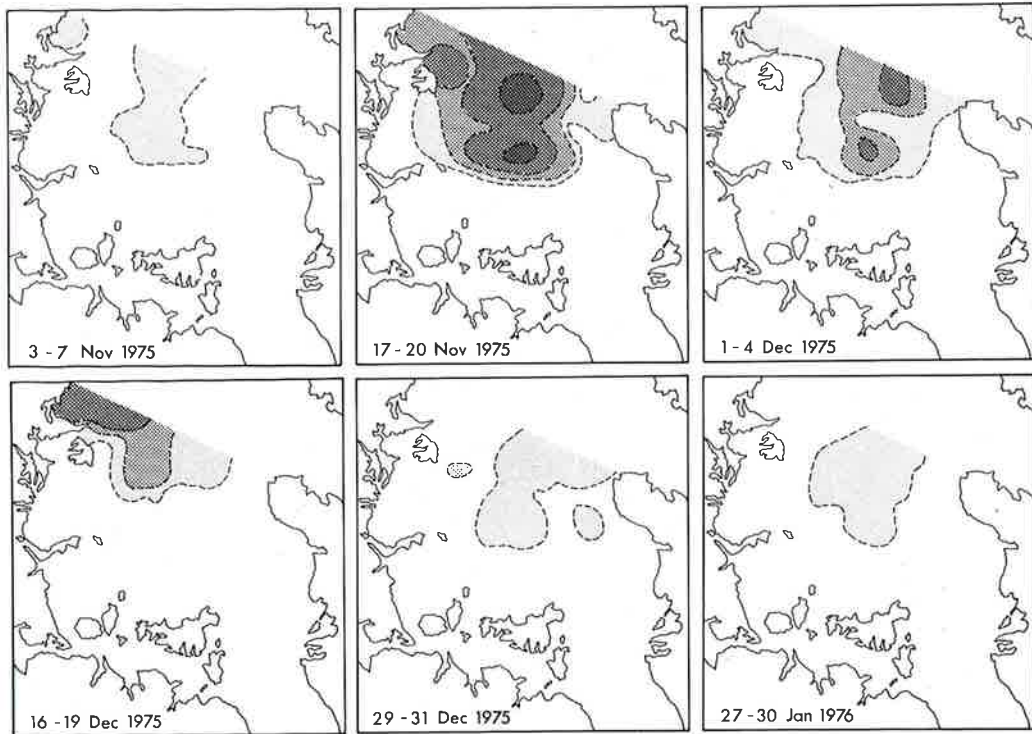 3 - 7 Nov 1975
17 - 20 Nov 1975
1 - 4 Dec 1975
16 - 19 Dec 1975
29 - 31 Dec 1975
27 - 30 Jan 1976